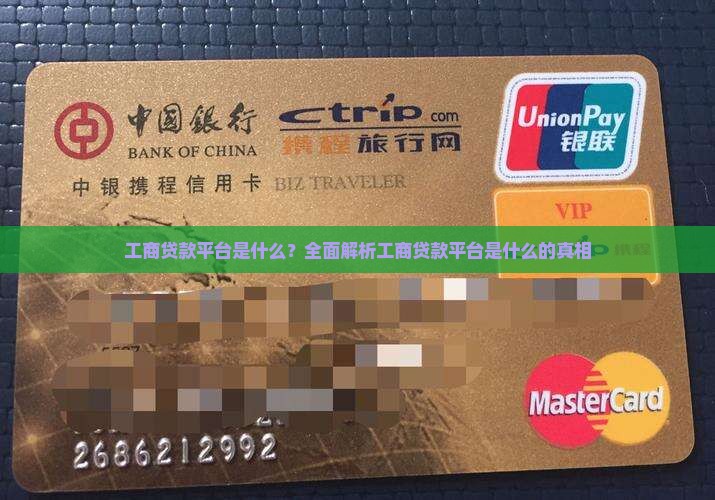 中國銀行
BANK OF CHINA
ctrip.com
携程旅行网
UnionPay
银联
中银携程信用卡 BIZ TRAVELER
VIP
工商贷款平台是什么？全面解析工商贷款平台是什么的真相
MasterCard
2686212992